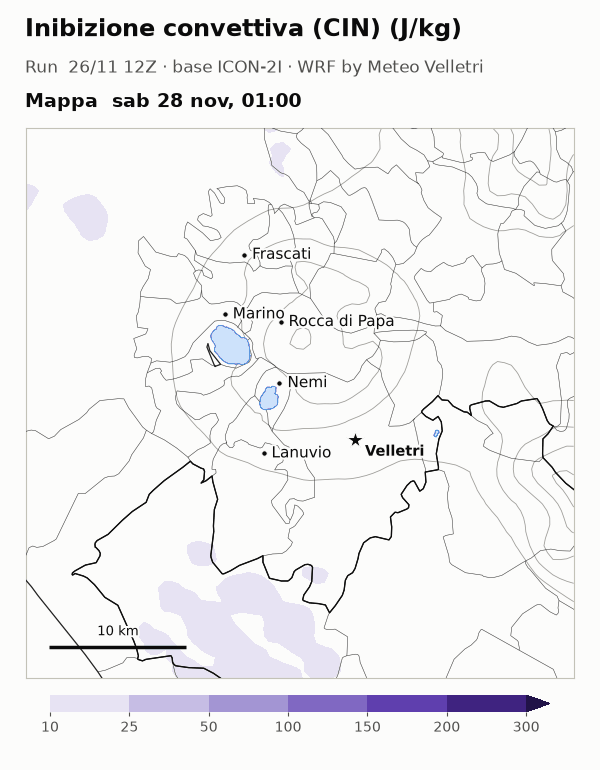 Inibizione convettiva (CIN) (J/kg)
Run  26/11 12Z · base ICON-2I · WRF by Meteo Velletri
Mappa  sab 28 nov, 01:00
Frascati
Marino
Rocca di Papa
Nemi
Velletri
Lanuvio
10 km
10 25 50 100 150 200 300